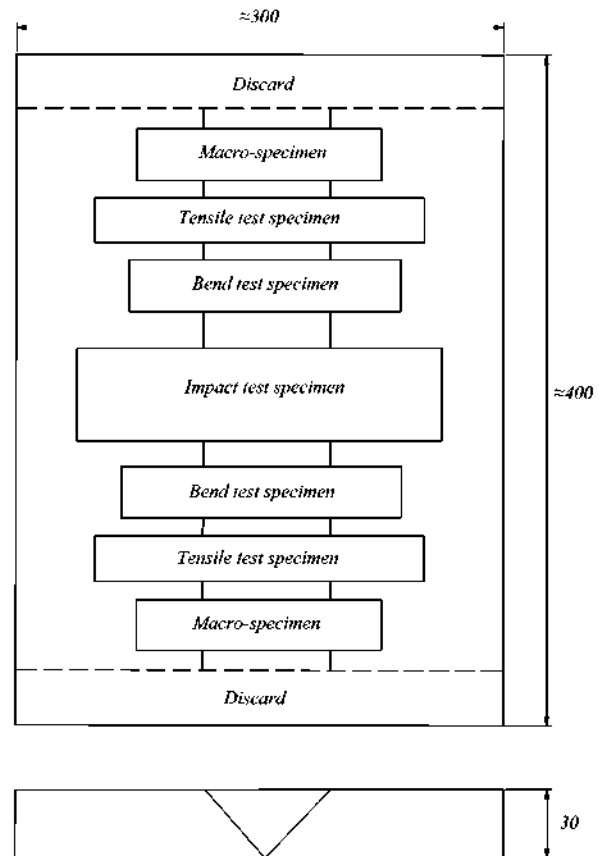 ≈300
Discard
Macro-specimen
Tensile test specimen
Bend test specimen
Impact test specimen
≈400
Bend test specimen
Tensile test specimen
Macro-specimen
Discard
30